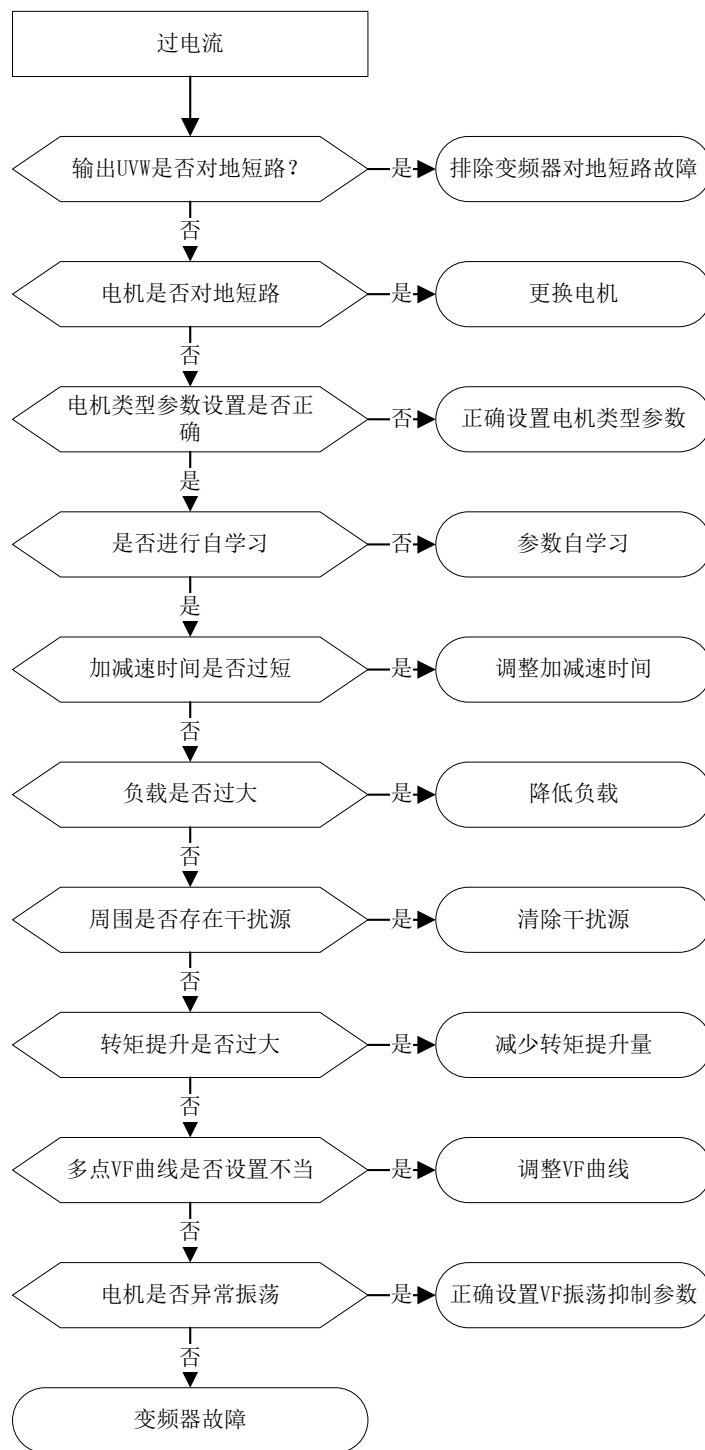 过电流
输出UVW是否对地短路？
是
排除变频器对地短路故障
否
电机是否对地短路
是
更换电机
否
电机类型参数设置是否正
确
否
正确设置电机类型参数
是
是否进行自学习
否
参数自学习
是
加减速时间是否过短
是
调整加减速时间
否
负载是否过大
是
降低负载
否
周围是否存在干扰源
是
清除干扰源
否
转矩提升是否过大
是
减少转矩提升量
否
多点VF曲线是否设置不当
是
调整VF曲线
否
电机是否异常振荡
是
正确设置VF振荡抑制参数
否
变频器故障